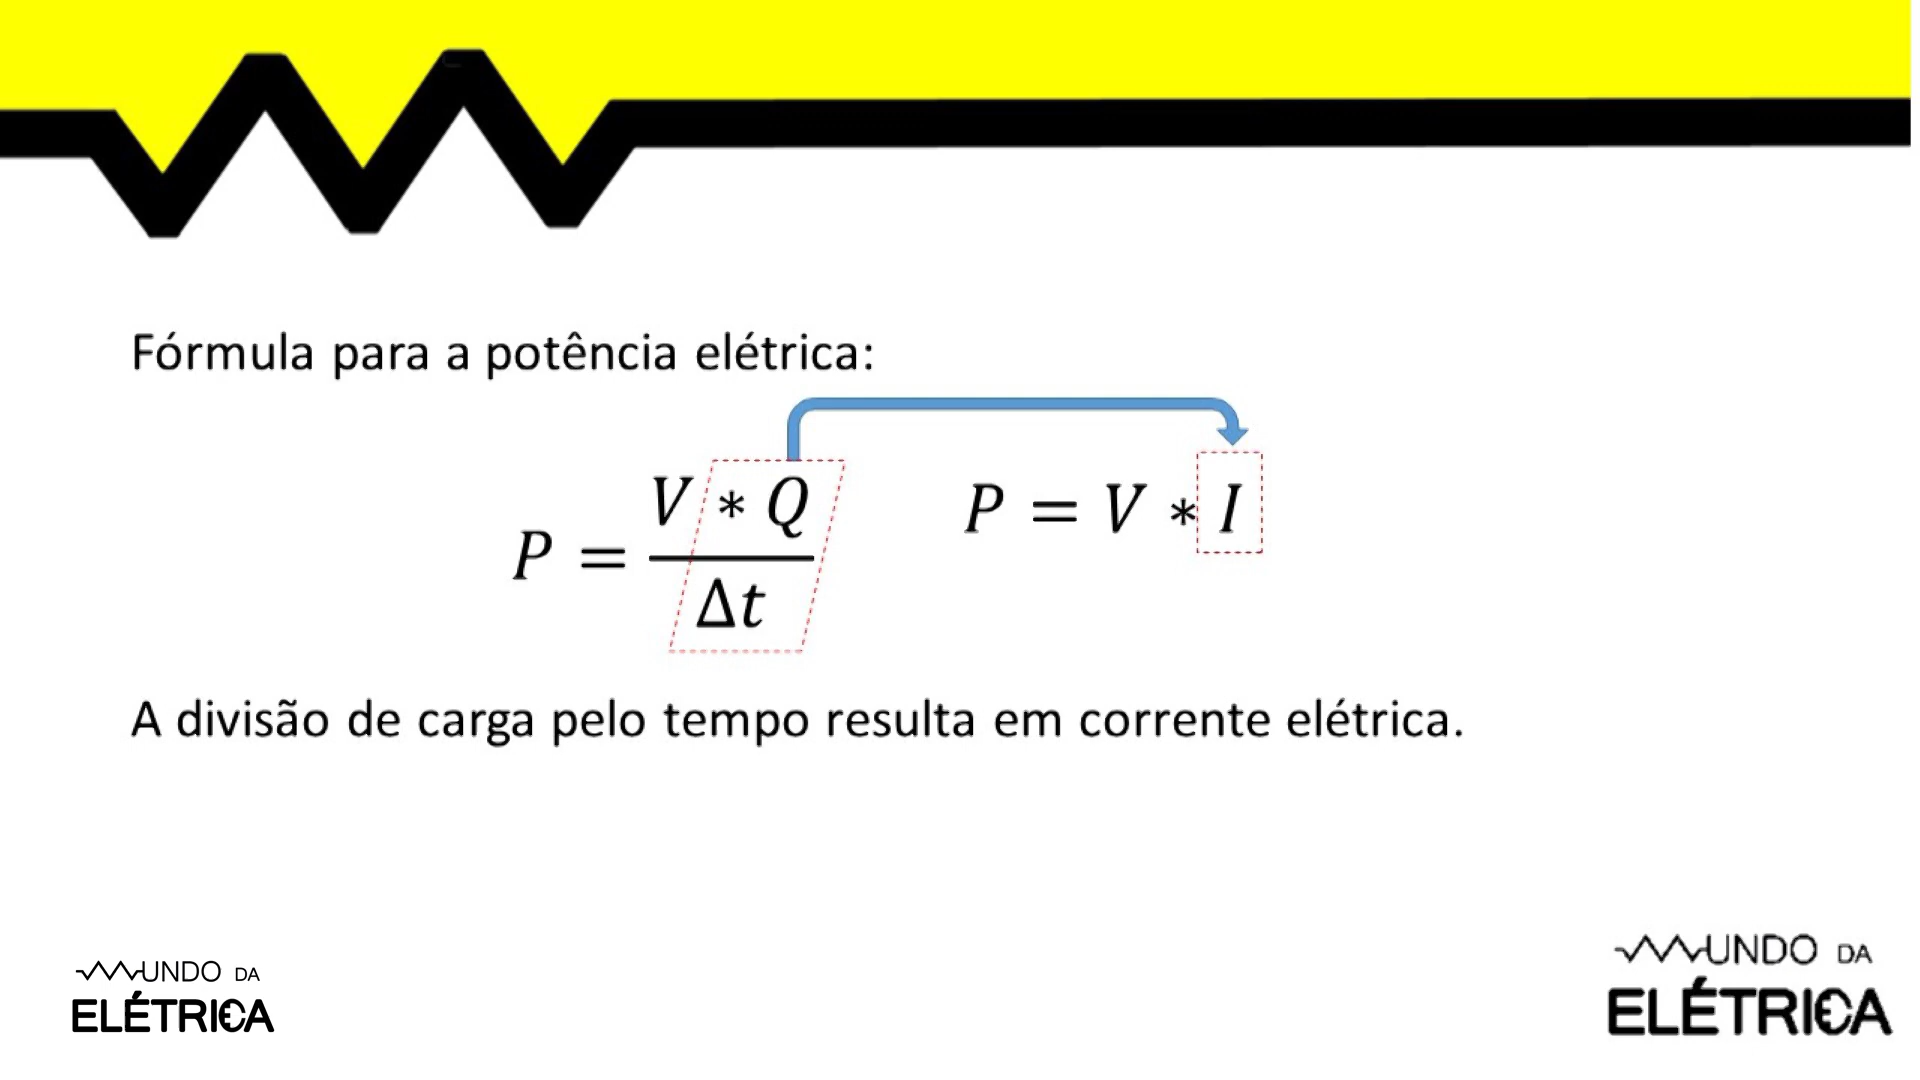 Fórmula para a potência elétrica:
P = V * Q / Δt
P = V * I
A divisão de carga pelo tempo resulta em corrente elétrica.
MUNDO DA
ELÉTRICA
MUNDO DA
ELÉTRICA